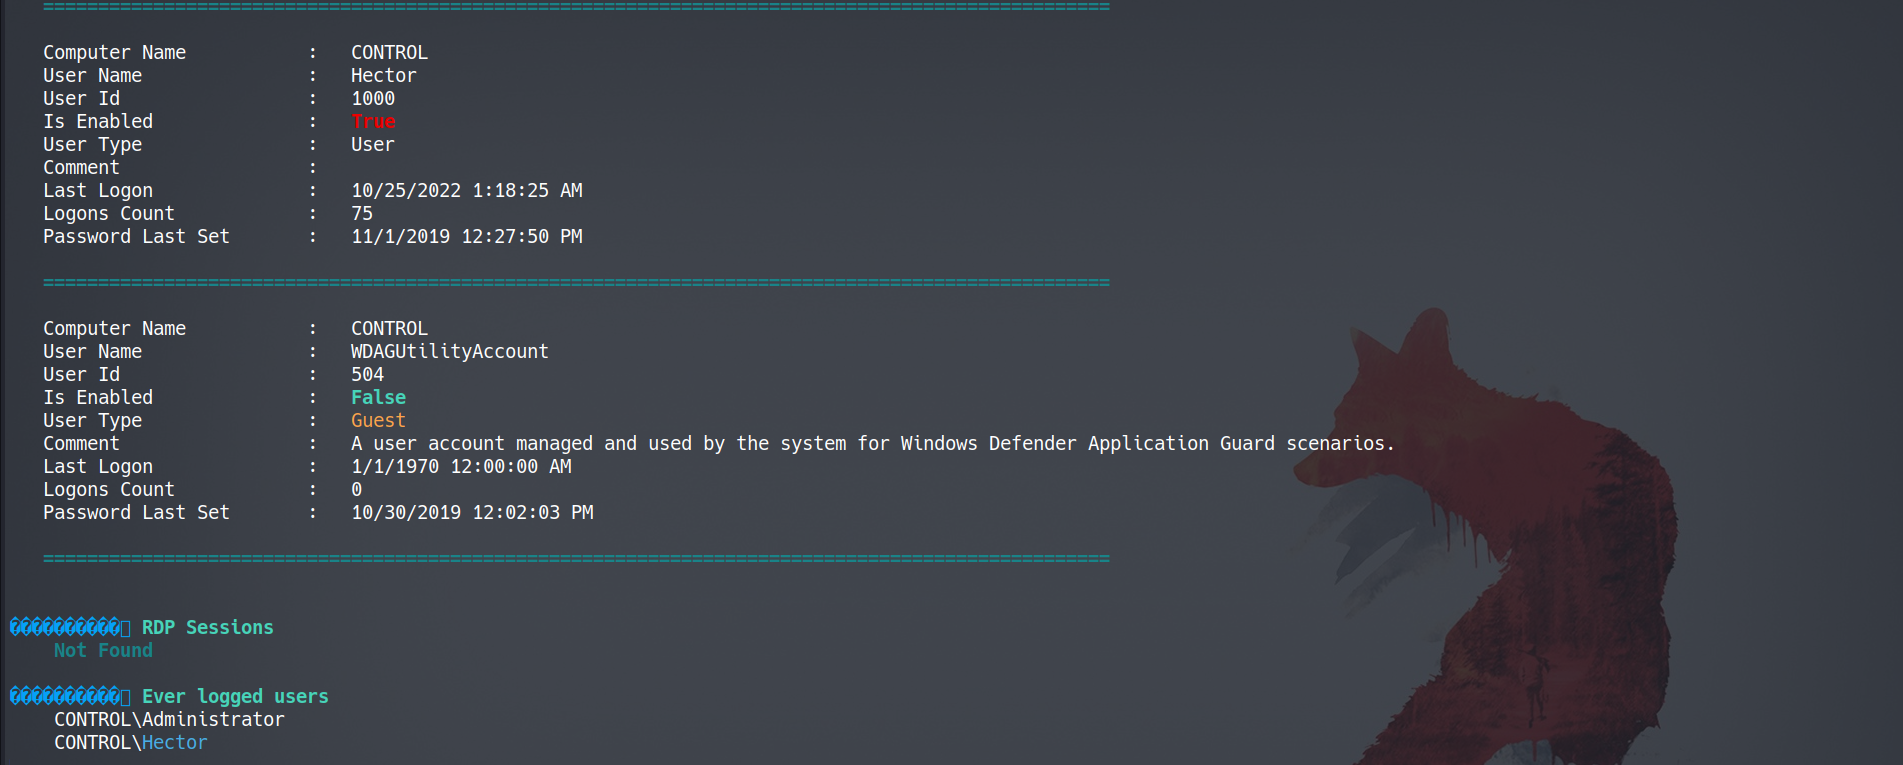 =================================================================================================
Computer Name           :   CONTROL
User Name               :   Hector
User Id                 :   1000
Is Enabled              :   True
User Type               :   User
Comment                 :
Last Logon              :   10/25/2022 1:18:25 AM
Logons Count            :   75
Password Last Set       :   11/1/2019 12:27:50 PM
=================================================================================================
Computer Name           :   CONTROL
User Name               :   WDAGUtilityAccount
User Id                 :   504
Is Enabled              :   False
User Type               :   Guest
Comment                 :   A user account managed and used by the system for Windows Defender Application Guard scenarios.
Last Logon              :   1/1/1970 12:00:00 AM
Logons Count            :   0
Password Last Set       :   10/30/2019 12:02:03 PM
=================================================================================================
����������� RDP Sessions
Not Found
����������� Ever logged users
CONTROL\Administrator
CONTROL\Hector